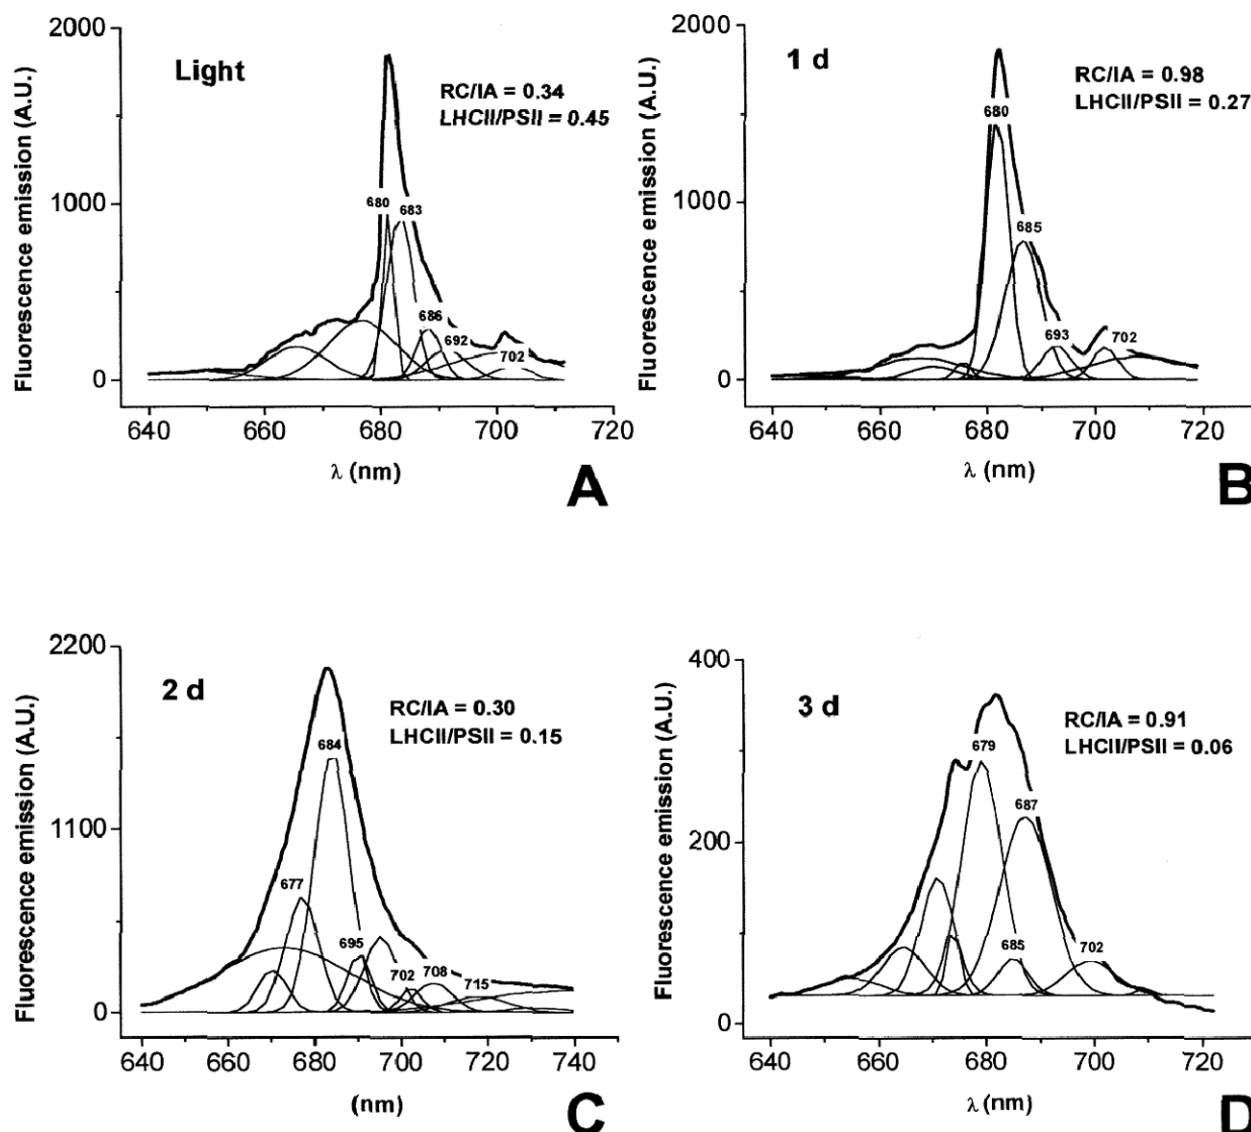 2000
1000
0
Fluorescence emission (A.U.)
Light
RC/IA = 0.34
LHCII/PSII = 0.45
680
683
686
692
702
640 660 680 700 720
λ (nm)
A
2000
1000
0
Fluorescence emission (A.U.)
1 d
RC/IA = 0.98
LHCII/PSII = 0.27
680
685
693
702
640 660 680 700 720
λ (nm)
B
2200
1100
0
Fluorescence emission (A.U.)
2 d
RC/IA = 0.30
LHCII/PSII = 0.15
684
677
695
702
708
715
640 660 680 700 720 740
(nm)
C
400
200
0
Fluorescence emission (A.U.)
3 d
RC/IA = 0.91
LHCII/PSII = 0.06
679
687
685
702
640 660 680 700 720
λ (nm)
D